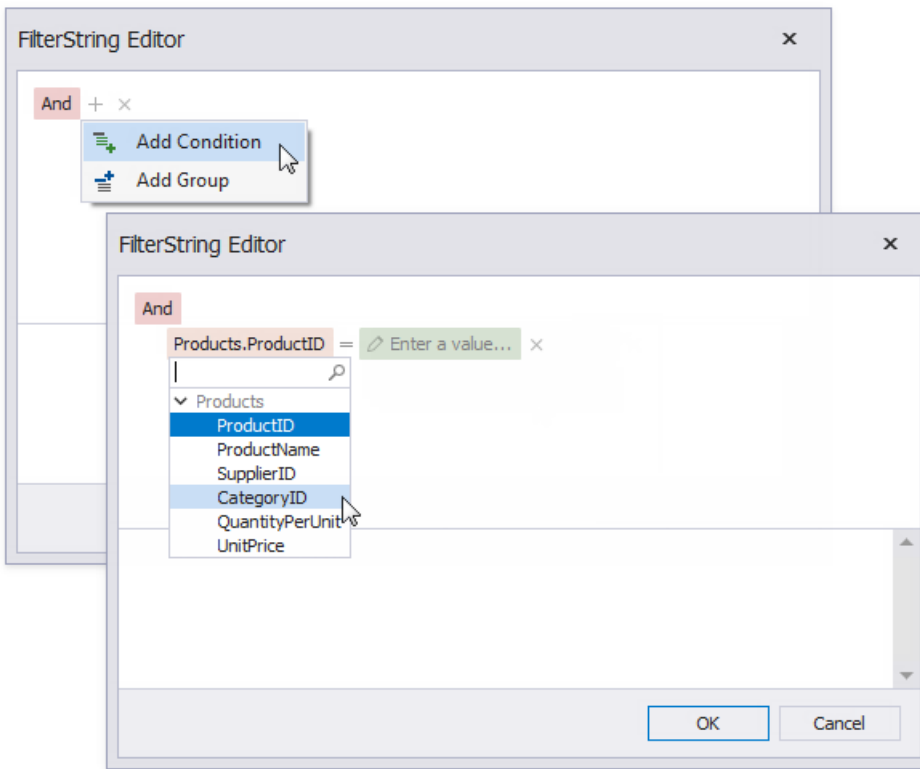 FilterString Editor
And
Add Condition
Add Group
FilterString Editor
And
Products.ProductID = Enter a value...
Products
ProductID
ProductName
SupplierID
CategoryID
QuantityPerUnit
UnitPrice
OK Cancel